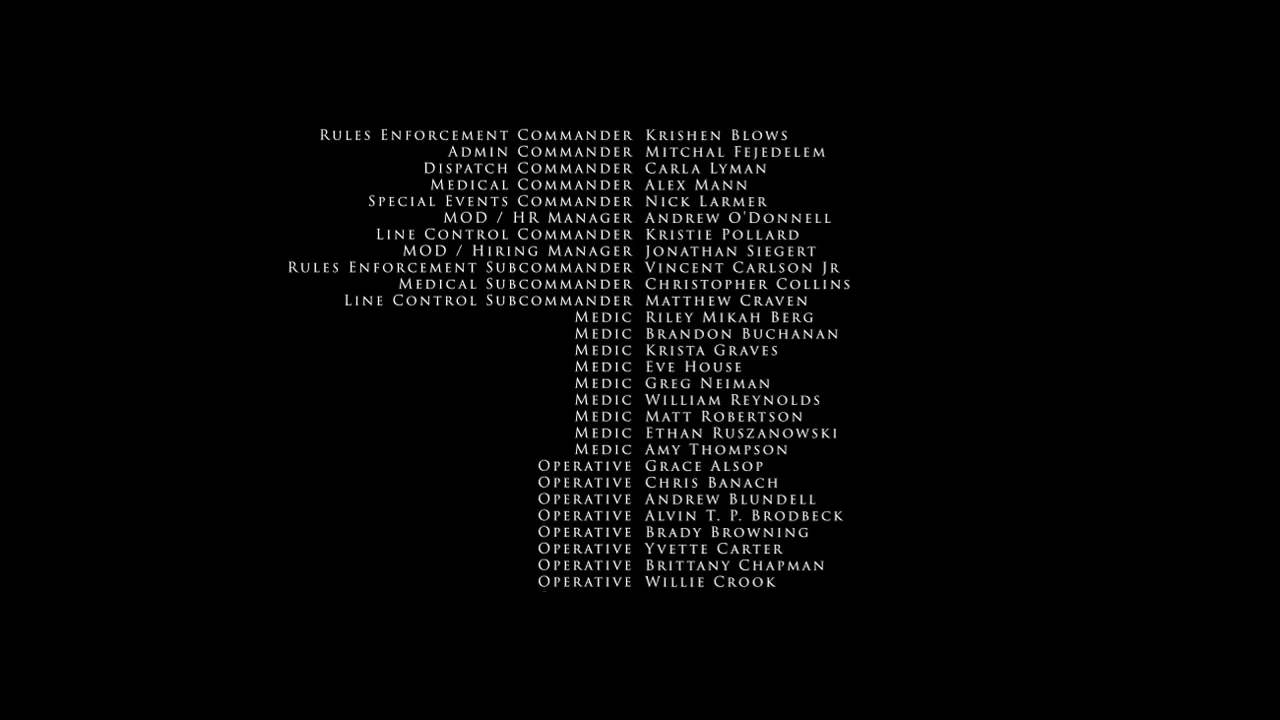 Rules Enforcement Commander Krishen Blows
Admin Commander Mitchal Fejedelem
Dispatch Commander Carla Lyman
Medical Commander Alex Mann
Special Events Commander Nick Larmer
MOD / HR Manager Andrew O'Donnell
Line Control Commander Kristie Pollard
MOD / Hiring Manager Jonathan Siegert
Rules Enforcement Subcommander Vincent Carlson Jr
Medical Subcommander Christopher Collins
Line Control Subcommander Matthew Craven
Medic Riley Mikah Berg
Medic Brandon Buchanan
Medic Krista Graves
Medic Eve House
Medic Greg Neiman
Medic William Reynolds
Medic Matt Robertson
Medic Ethan Ruszanowski
Medic Amy Thompson
Operative Grace Alsop
Operative Chris Banach
Operative Andrew Blundell
Operative Alvin T. P. Brodbeck
Operative Brady Browning
Operative Yvette Carter
Operative Brittany Chapman
Operative Willie Crook